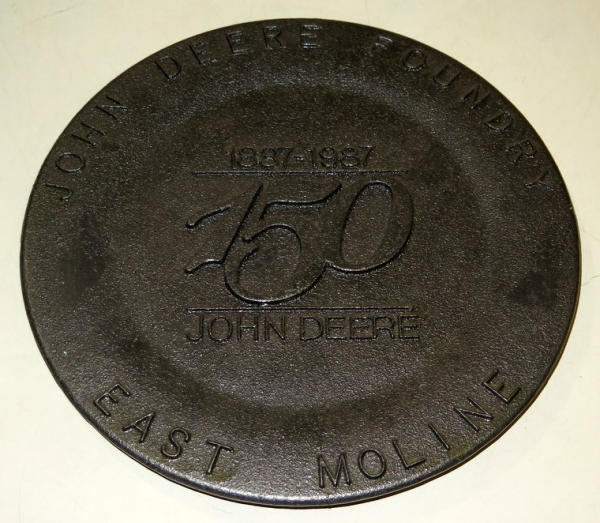 JOHN DEERE FOUNDRY
1837-1987
150
JOHN DEERE
EAST MOLINE